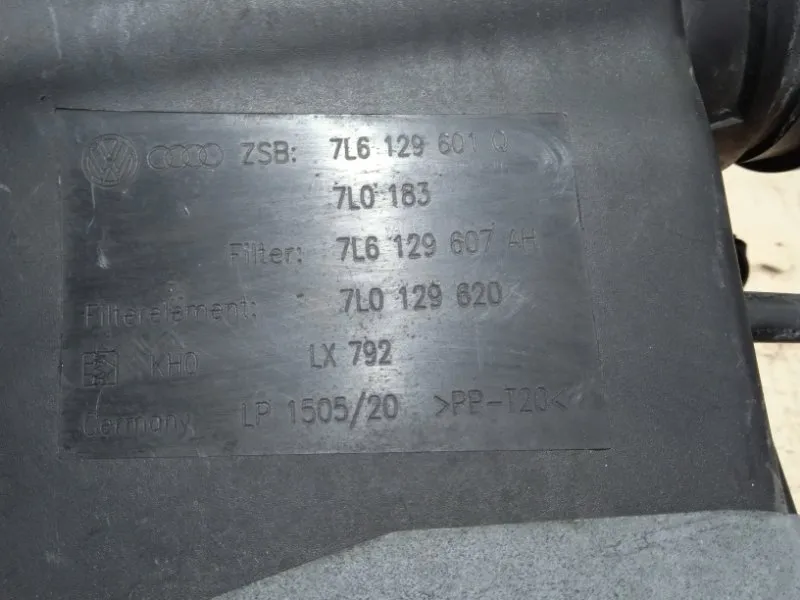 ZSB: 7L6 129 601 Q
7L0 183
Filter: 7L6 129 607 AH
Filterelement: 7L0 129 620
KHO LX 792
Germany LP 1505/20 >PP-T20<